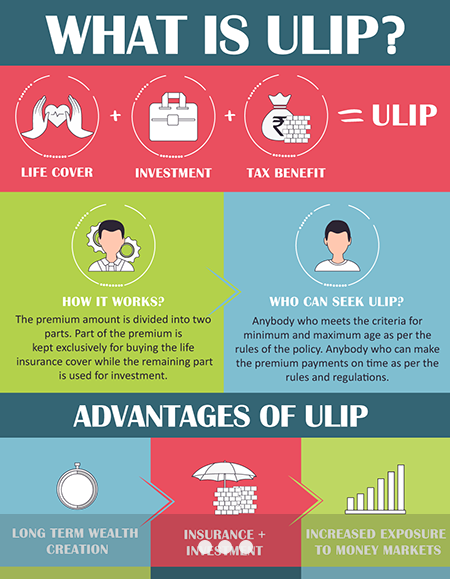 WHAT IS ULIP?
LIFE COVER + INVESTMENT + TAX BENEFIT = ULIP
HOW IT WORKS?
The premium amount is divided into two
parts. Part of the premium is
kept exclusively for buying the life
insurance cover while the remaining part
is used for investment.
WHO CAN SEEK ULIP?
Anybody who meets the criteria for
minimum and maximum age as per the
rules of the policy. Anybody who can make
the premium payments on time as per the
rules and regulations.
ADVANTAGES OF ULIP
LONG TERM WEALTH
CREATION
INSURANCE +
INVESTMENT
INCREASED EXPOSURE
TO MONEY MARKETS